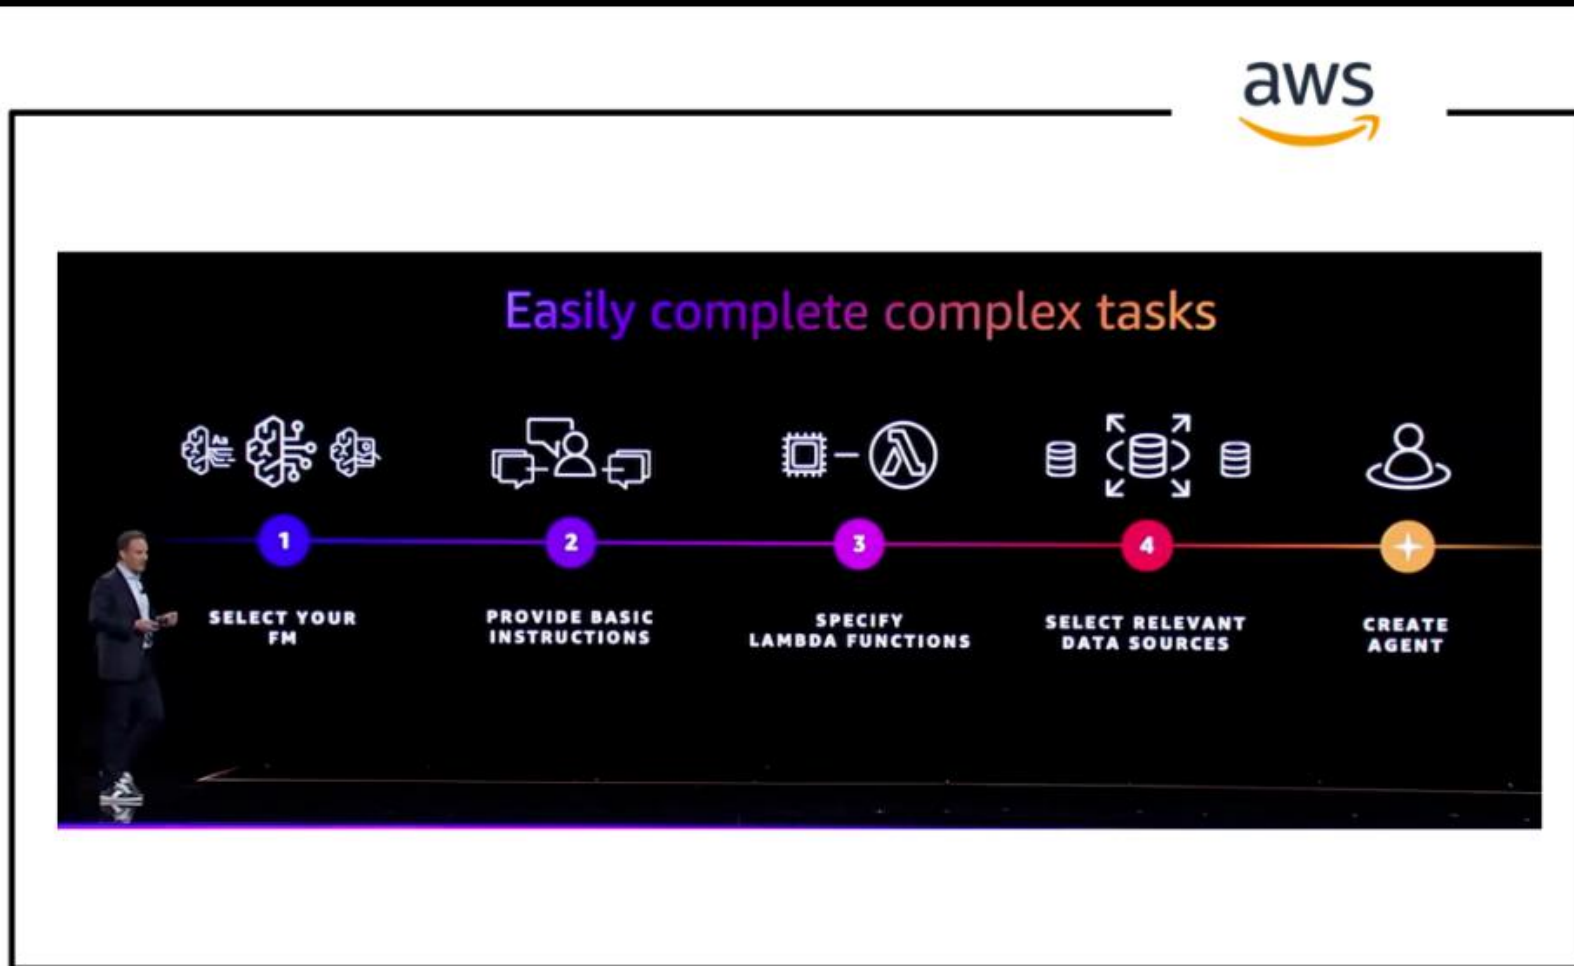 aws
Easily complete complex tasks
1
2
3
4
SELECT YOUR
FM
PROVIDE BASIC
INSTRUCTIONS
SPECIFY
LAMBDA FUNCTIONS
SELECT RELEVANT
DATA SOURCES
CREATE
AGENT